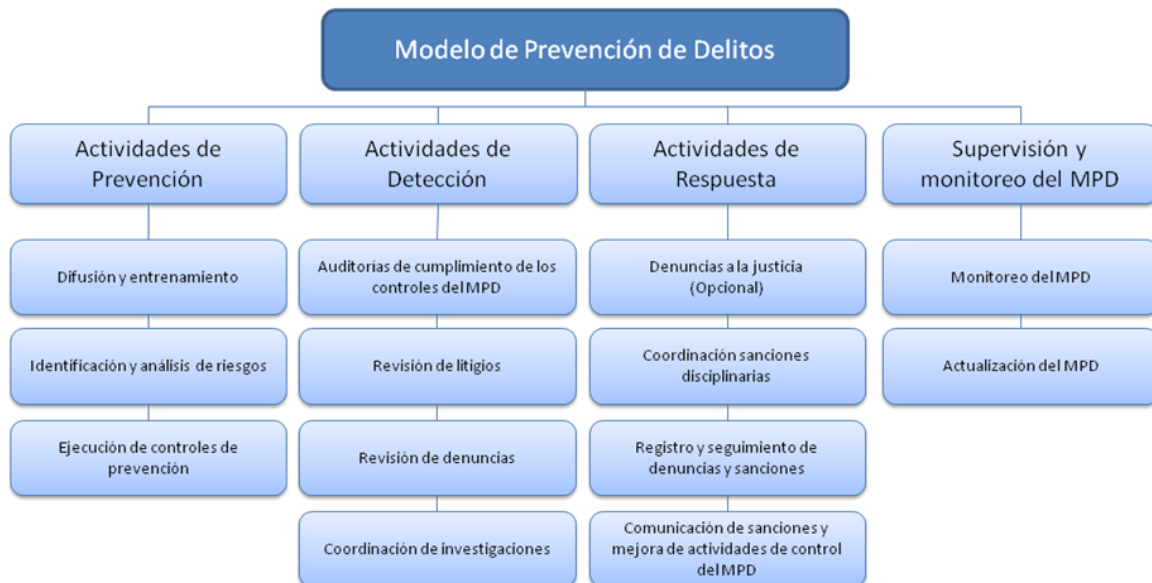 Modelo de Prevención de Delitos
Actividades de
Prevención
Difusión y entrenamiento
Identificación y análisis de riesgos
Ejecución de controles de
prevención
Actividades de
Detección
Auditorías de cumplimiento de los
controles del MPD
Revisión de litigios
Revisión de denuncias
Coordinación de investigaciones
Actividades de
Respuesta
Denuncias a la justicia
(Opcional)
Coordinación sanciones
disciplinarias
Registro y seguimiento de
denuncias y sanciones
Comunicación de sanciones y
mejora de actividades de control
del MPD
Supervisión y
monitoreo del MPD
Monitoreo del MPD
Actualización del MPD